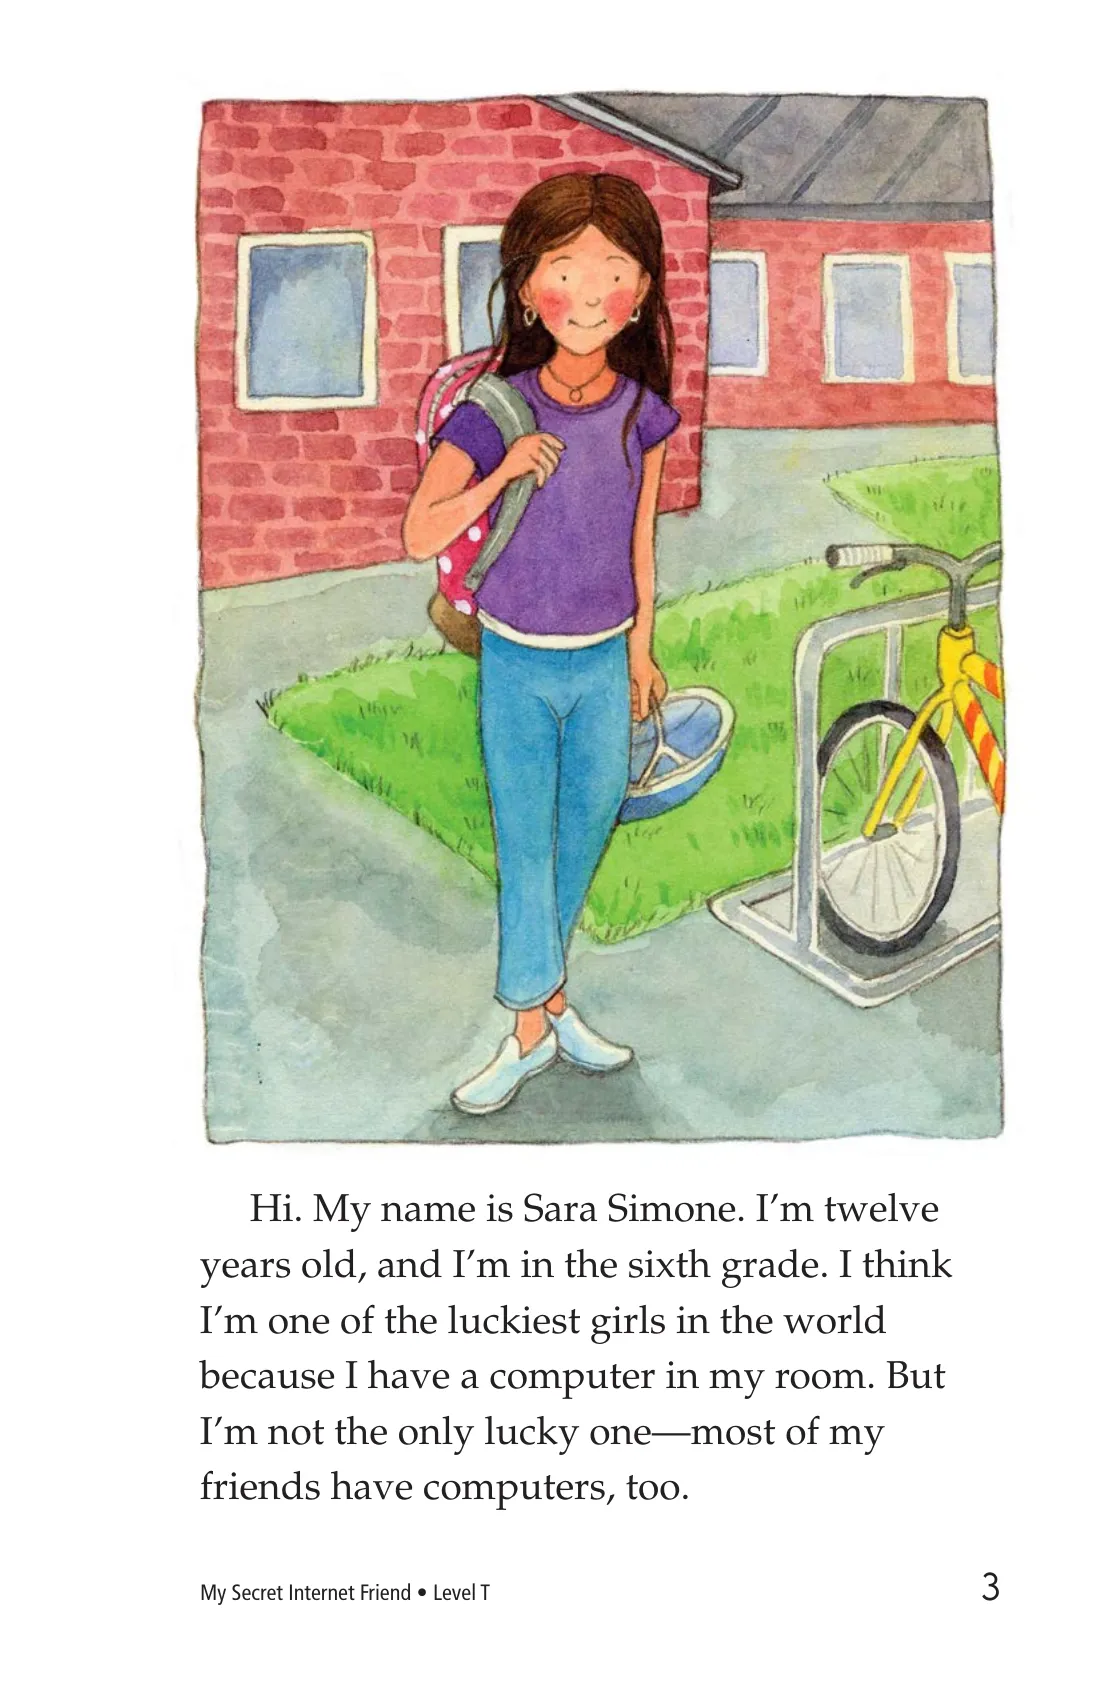 Hi. My name is Sara Simone. I’m twelve
years old, and I’m in the sixth grade. I think
I’m one of the luckiest girls in the world
because I have a computer in my room. But
I’m not the only lucky one—most of my
friends have computers, too.
My Secret Internet Friend • Level T
3